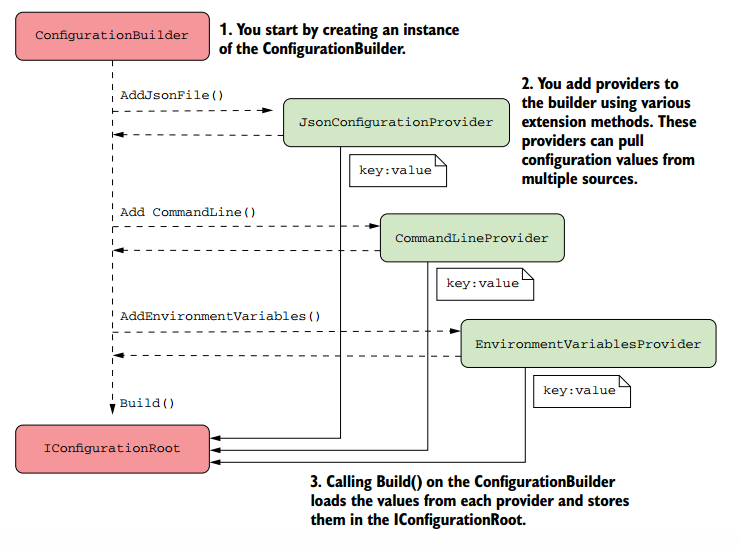 ConfigurationBuilder
1. You start by creating an instance
of the ConfigurationBuilder.
AddJsonFile()
JsonConfigurationProvider
2. You add providers to
the builder using various
extension methods. These
providers can pull
configuration values from
multiple sources.
key:value
Add CommandLine()
CommandLineProvider
key:value
AddEnvironmentVariables()
EnvironmentVariablesProvider
key:value
Build()
IConfigurationRoot
3. Calling Build() on the ConfigurationBuilder
loads the values from each provider and stores
them in the IConfigurationRoot.